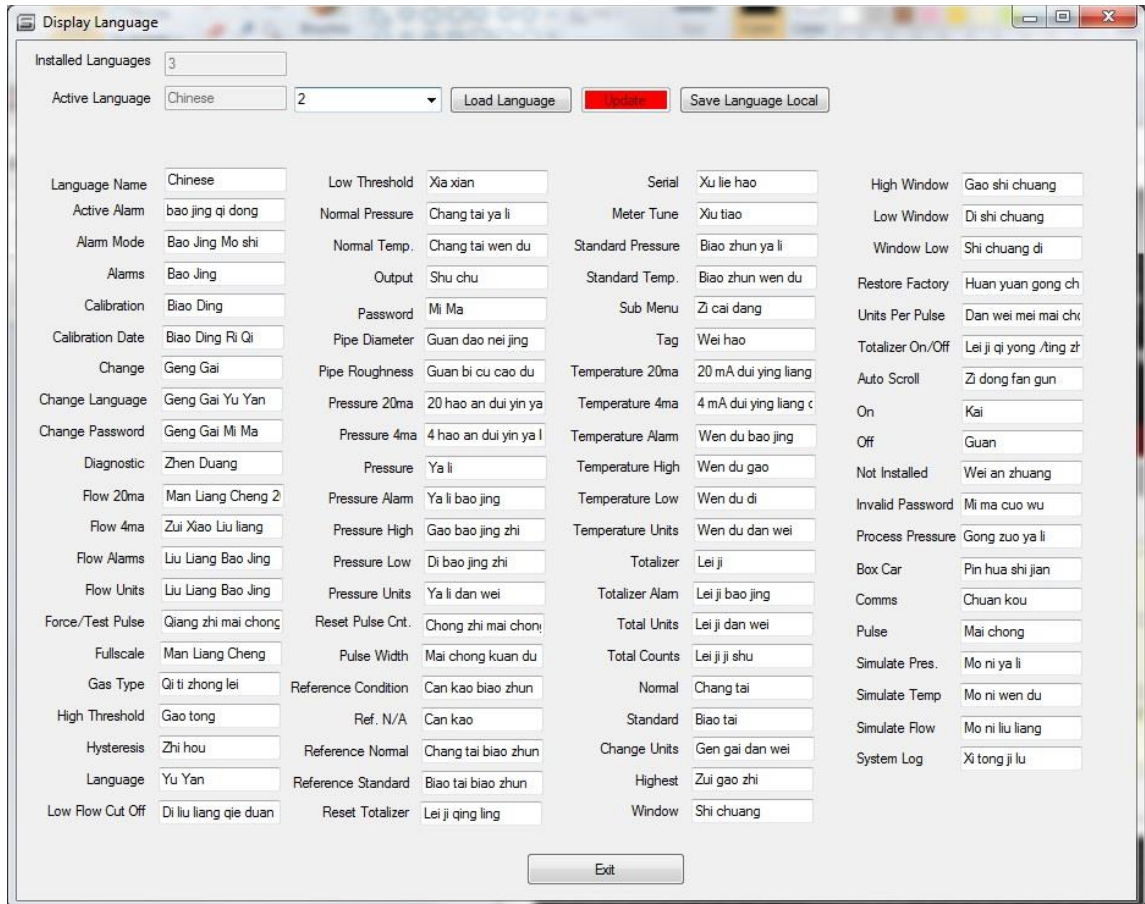 Display Language
Installed Languages 3
Active Language Chinese 2 Load Language Update Save Language Local
Language Name Chinese
Active Alarm bao jing qi dong
Alarm Mode Bao Jing Mo shi
Alarms Bao Jing
Calibration Biao Ding
Calibration Date Biao Ding Ri Qi
Change Geng Gai
Change Language Geng Gai Yu Yan
Change Password Geng Gai Mi Ma
Diagnostic Zhen Duang
Flow 20ma Man Liang Cheng 2
Flow 4ma Zui Xiao Liu liang
Flow Alarms Liu Liang Bao Jing
Flow Units Liu Liang Bao Jing
Force/Test Pulse Qiang zhi mai chong
Fullscale Man Liang Cheng
Gas Type Qi ti zhong lei
High Threshold Gao tong
Hysteresis Zhi hou
Language Yu Yan
Low Flow Cut Off Di liu liang qie duan
Low Threshold Xia xian
Normal Pressure Chang tai ya li
Normal Temp. Chang tai wen du
Output Shu chu
Password Mi Ma
Pipe Diameter Guan dao nei jing
Pipe Roughness Guan bi cu cao du
Pressure 20ma 20 hao an dui yin ya
Pressure 4ma 4 hao an dui yin ya l
Pressure Ya li
Pressure Alarm Ya li bao jing
Pressure High Gao bao jing zhi
Pressure Low Di bao jing zhi
Pressure Units Ya li dan wei
Reset Pulse Cnt. Chong zhi mai chong
Pulse Width Mai chong kuan du
Reference Condition Can kao biao zhun
Ref. N/A Can kao
Reference Normal Chang tai biao zhun
Reference Standard Biao tai biao zhun
Reset Totalizer Lei ji qing ling
Serial Xu lie hao
Meter Tune Xiu tiao
Standard Pressure Biao zhun ya li
Standard Temp. Biao zhun wen du
Sub Menu Zi cai dang
Tag Wei hao
Temperature 20ma 20 mA dui ying liang
Temperature 4ma 4 mA dui ying liang c
Temperature Alarm Wen du bao jing
Temperature High Wen du gao
Temperature Low Wen du di
Temperature Units Wen du dan wei
Totalizer Lei ji
Totalizer Alam Lei ji bao jing
Total Units Lei ji dan wei
Total Counts Lei ji ji shu
Normal Chang tai
Standard Biao tai
Change Units Gen gai dan wei
Highest Zui gao zhi
Window Shi chuang
High Window Gao shi chuang
Low Window Di shi chuang
Window Low Shi chuang di
Restore Factory Huan yuan gong ch
Units Per Pulse Dan wei mei mai cho
Totalizer On/Off Lei ji qi yong /ting zh
Auto Scroll Zi dong fan gun
On Kai
Off Guan
Not Installed Wei an zhuang
Invalid Password Mi ma cuo wu
Process Pressure Gong zuo ya li
Box Car Pin hua shi jian
Comms Chuan kou
Pulse Mai chong
Simulate Pres. Mo ni ya li
Simulate Temp Mo ni wen du
Simulate Flow Mo ni liu liang
System Log Xi tong ji lu
Exit